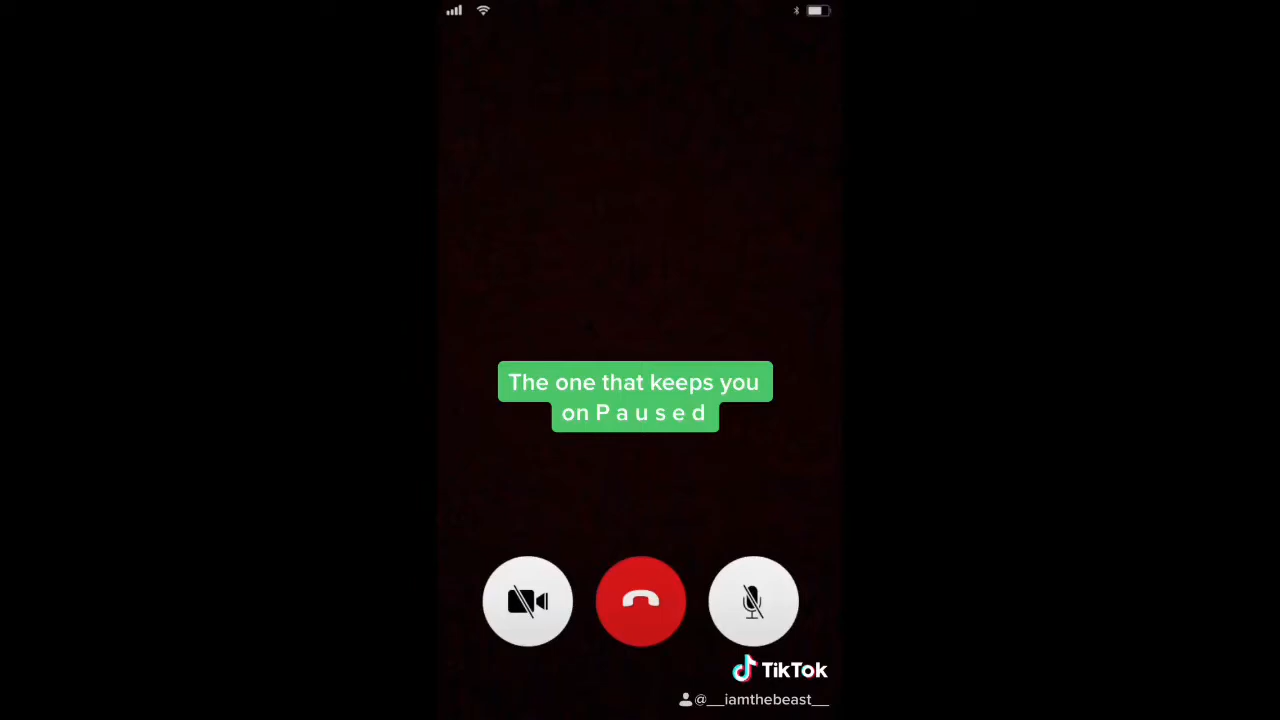 The one that keeps you
on P a u s e d
TikTok
@__iamthebeast__